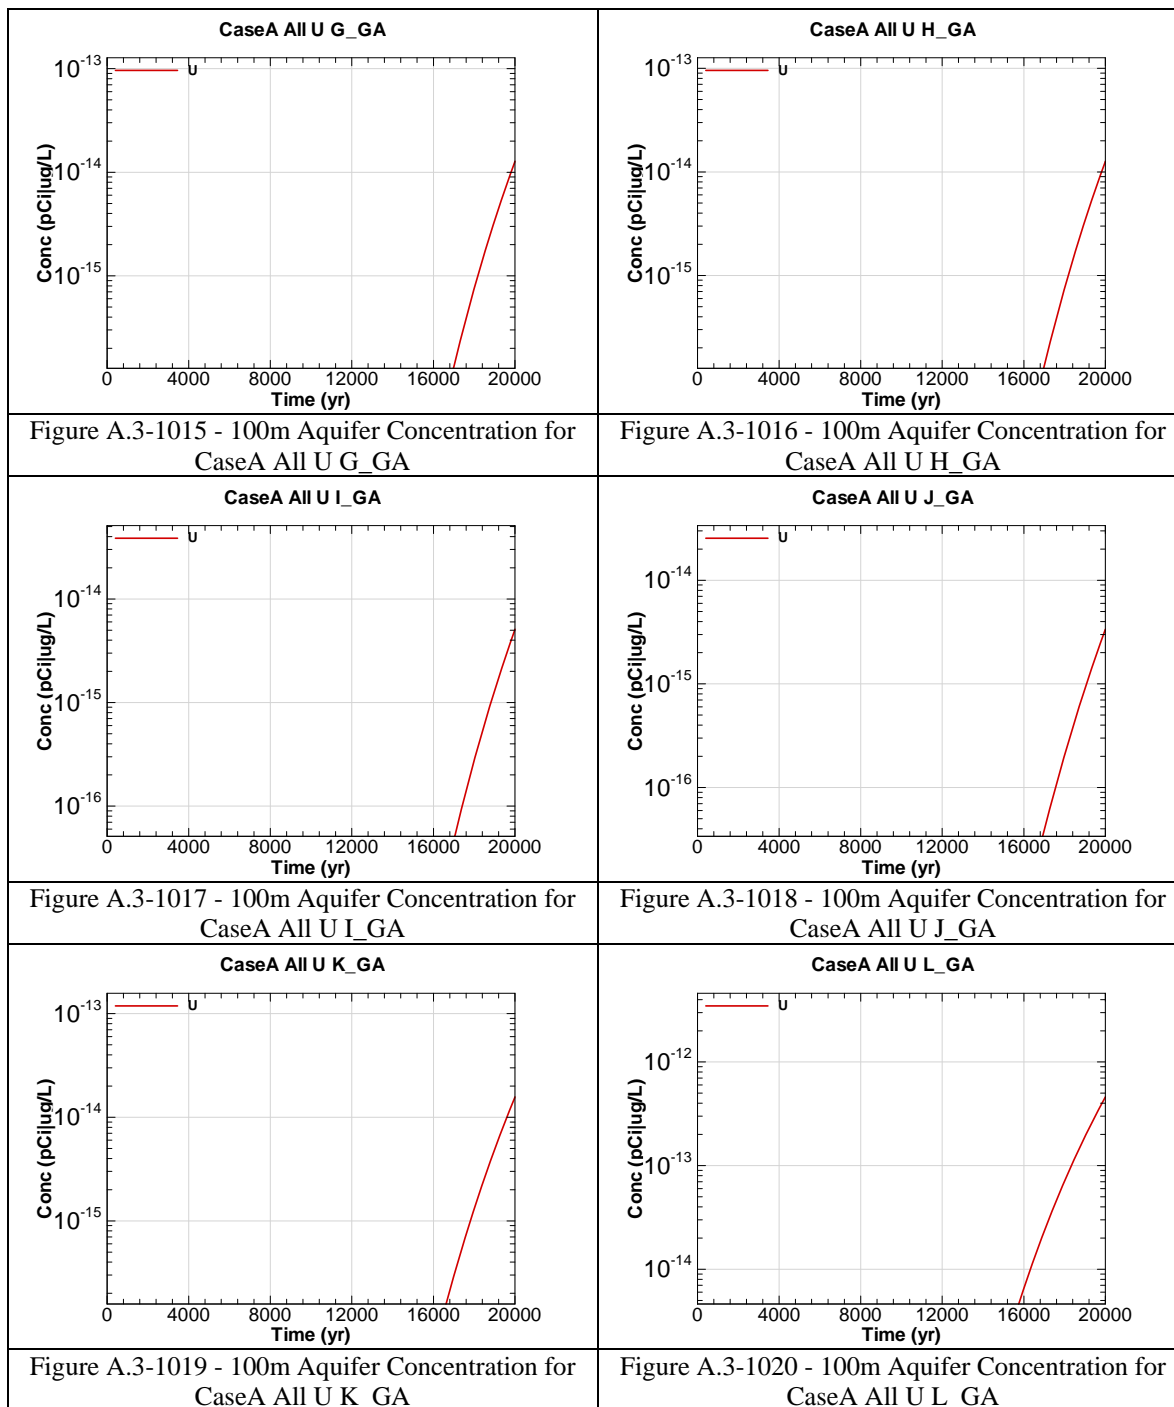 CaseA All U G_GA
U
10-13
10-14
10-15
Conc (pCi|ug/L)
0 4000 8000 12000 16000 20000
Time (yr)
Figure A.3-1015 - 100m Aquifer Concentration for
CaseA All U G_GA
CaseA All U H_GA
U
10-13
10-14
10-15
Conc (pCi|ug/L)
0 4000 8000 12000 16000 20000
Time (yr)
Figure A.3-1016 - 100m Aquifer Concentration for
CaseA All U H_GA
CaseA All U I_GA
U
10-14
10-15
10-16
Conc (pCi|ug/L)
0 4000 8000 12000 16000 20000
Time (yr)
Figure A.3-1017 - 100m Aquifer Concentration for
CaseA All U I_GA
CaseA All U J_GA
U
10-14
10-15
10-16
Conc (pCi|ug/L)
0 4000 8000 12000 16000 20000
Time (yr)
Figure A.3-1018 - 100m Aquifer Concentration for
CaseA All U J_GA
CaseA All U K_GA
U
10-13
10-14
10-15
Conc (pCi|ug/L)
0 4000 8000 12000 16000 20000
Time (yr)
Figure A.3-1019 - 100m Aquifer Concentration for
CaseA All U K_GA
CaseA All U L_GA
U
10-12
10-13
10-14
Conc (pCi|ug/L)
0 4000 8000 12000 16000 20000
Time (yr)
Figure A.3-1020 - 100m Aquifer Concentration for
CaseA All U L_GA